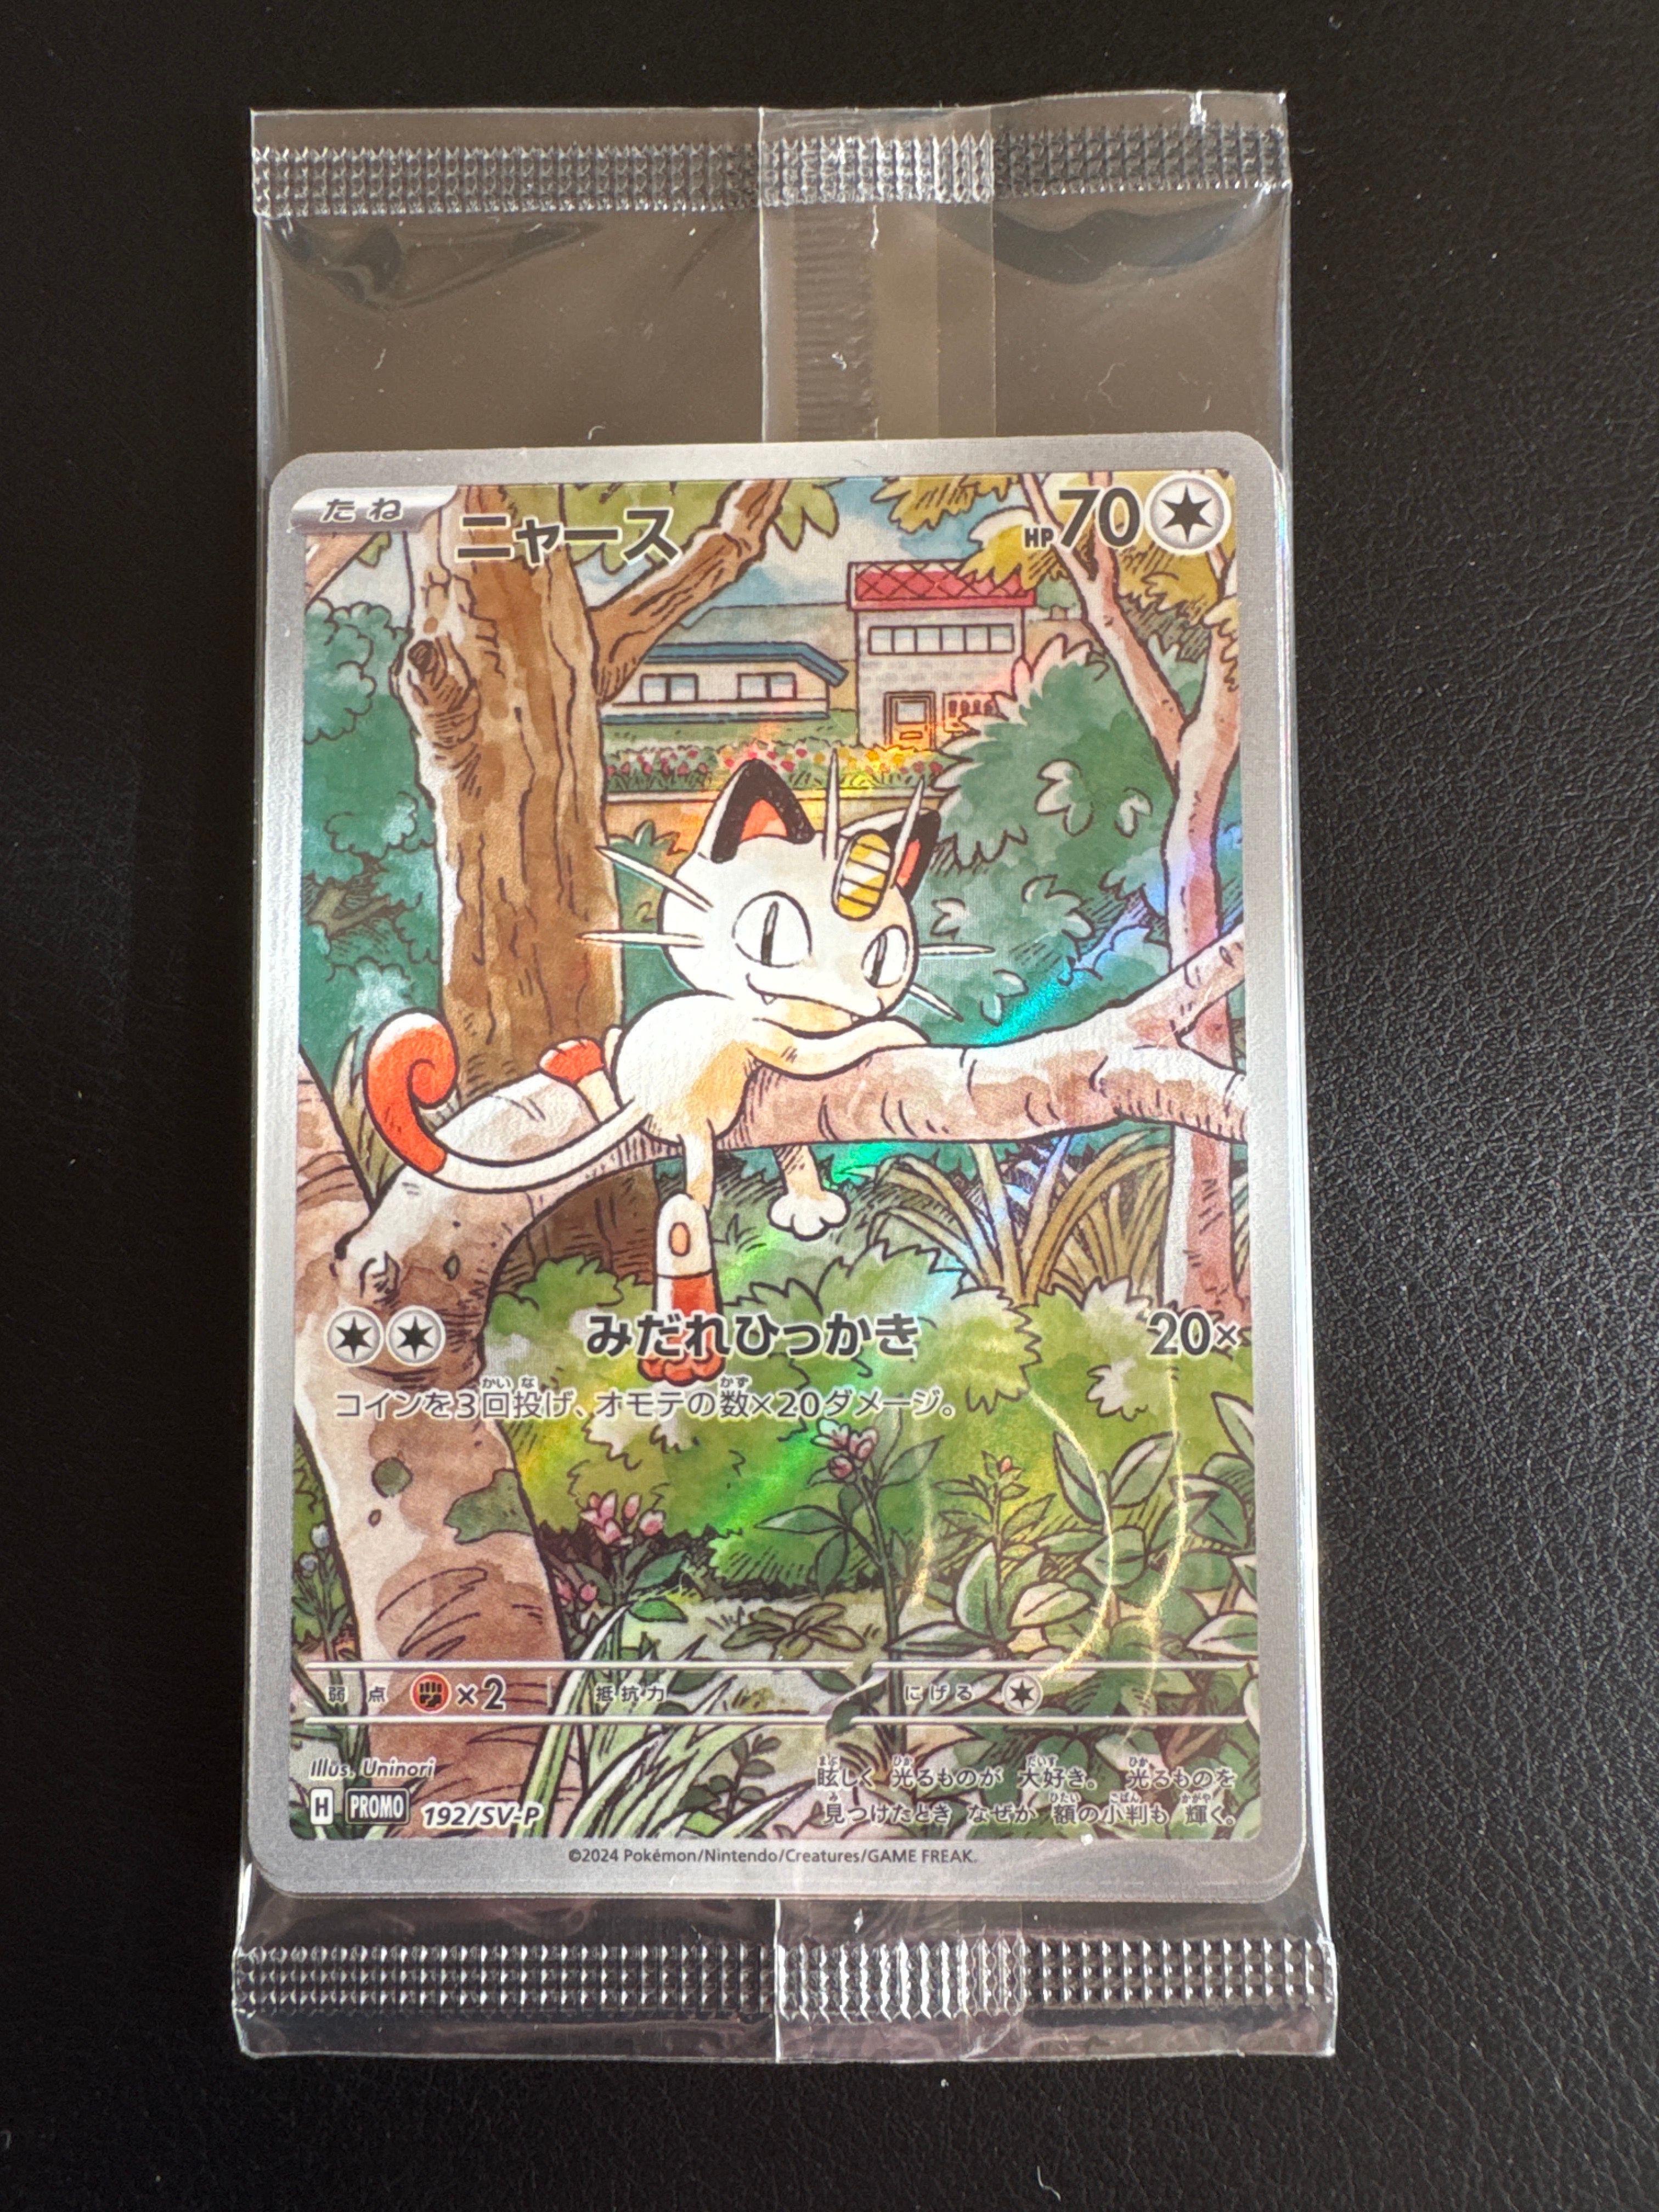 たね
ニャース
HP70
みだれひっかき 20×
コインを3回投げ、オモテの数×20ダメージ。
弱点 ×2 抵抗力 にげる
Illus. Uninori
眩しく 光るものが 大好き。 光るものを
見つけたとき なぜか 額の小判も 輝く。
H PROMO 192/SV-P
©2024 Pokémon/Nintendo/Creatures/GAME FREAK.